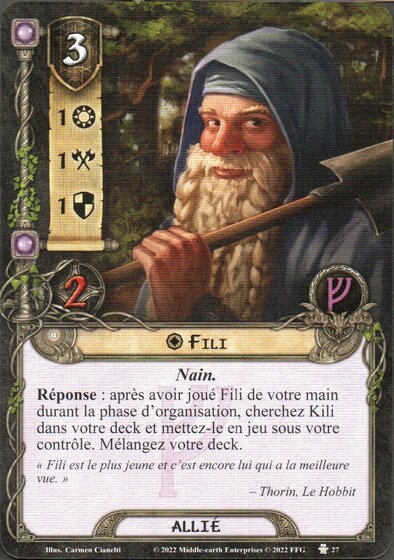 3
1
1
1
2
Fili
Nain.
Réponse : après avoir joué Fili de votre main
durant la phase d'organisation, cherchez Kili
dans votre deck et mettez-le en jeu sous votre
contrôle. Mélangez votre deck.
« Fili est le plus jeune et c'est encore lui qui a la meilleure
vue. »
– Thorin, Le Hobbit
ALLIÉ
Illus. Carmen Cianelti © 2022 Middle-earth Enterprises © 2022 FFG 27